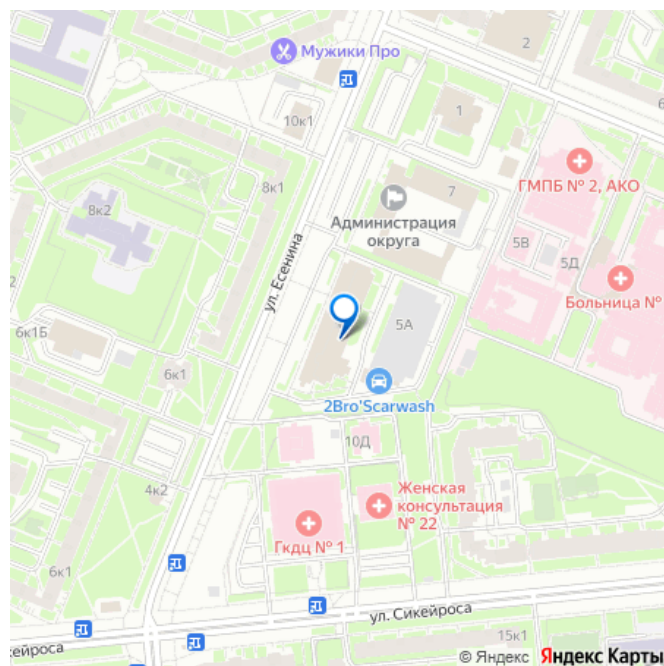 Мужики Про
2
10к1
1
ГМПБ № 2, АКО
8к1
7
8к2
Администрация
округа
5В
5Д
ул. Есенина
Больница №
2
6к1Б
5А
6к1
2Bro'Scarwash
10Д
4к2
Женская
консультация
№ 22
Гкдц № 1
6к1
ул. Сикейроса
кейроса
15к1
© Яндекс Яндекс Карты